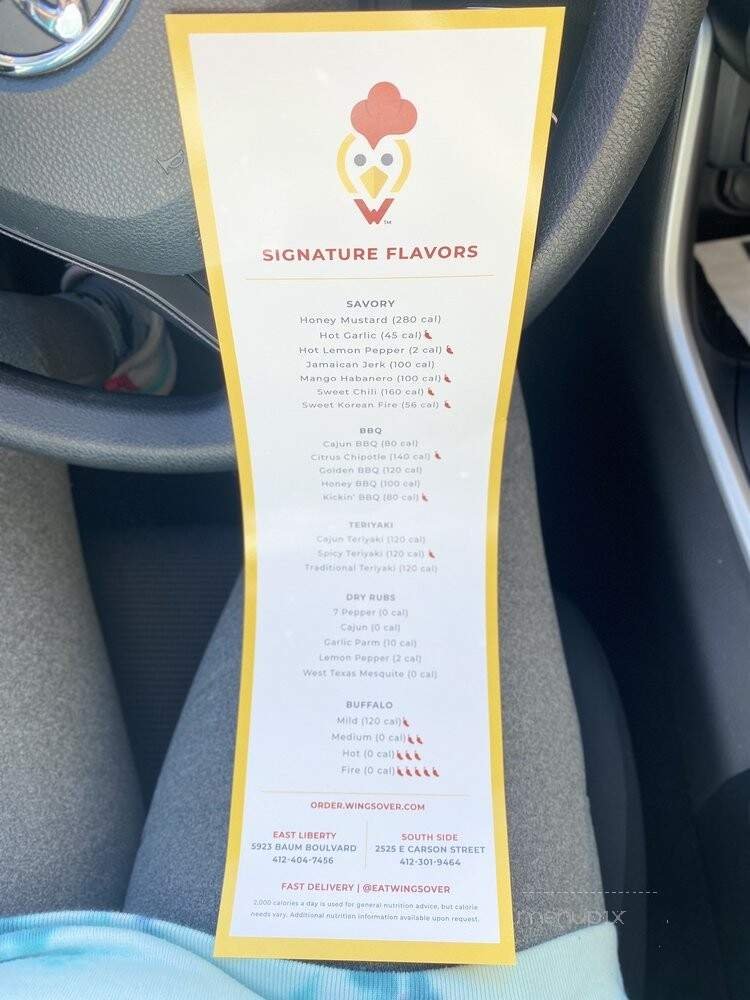 W TM
SIGNATURE FLAVORS
SAVORY
Honey Mustard (280 cal)
Hot Garlic (45 cal)
Hot Lemon Pepper (2 cal)
Jamaican Jerk (100 cal)
Mango Habanero (100 cal)
Sweet Chili (160 cal)
Sweet Korean Fire (56 cal)
BBQ
Cajun BBQ (80 cal)
Citrus Chipotle (140 cal)
Golden BBQ (120 cal)
Honey BBQ (100 cal)
Kickin' BBQ (80 cal)
TERIYAKI
Cajun Teriyaki (120 cal)
Spicy Teriyaki (120 cal)
Traditional Teriyaki (120 cal)
DRY RUBS
7 Pepper (0 cal)
Cajun (0 cal)
Garlic Parm (10 cal)
Lemon Pepper (2 cal)
West Texas Mesquite (0 cal)
BUFFALO
Mild (120 cal)
Medium (0 cal)
Hot (0 cal)
Fire (0 cal)
ORDER.WINGSOVER.COM
EAST LIBERTY
5923 BAUM BOULVARD
412-404-7456
SOUTH SIDE
2525 E CARSON STREET
412-301-9464
FAST DELIVERY | @EATWINGSOVER
2,000 calories a day is used for general nutrition advice, but calorie
needs vary. Additional nutrition information available upon request.
menupix